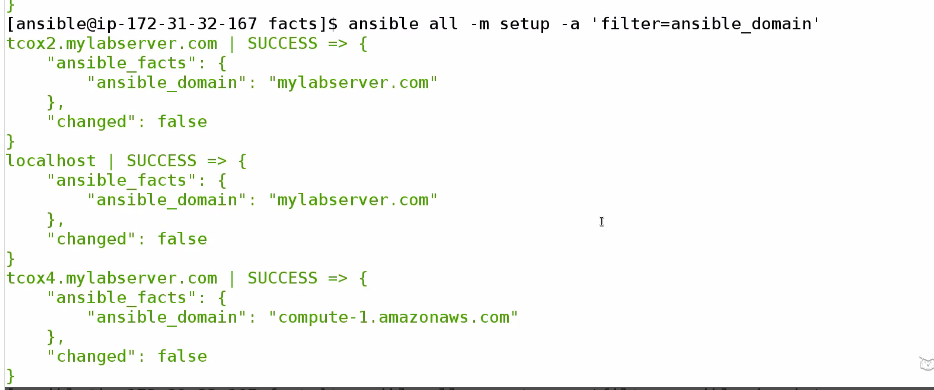 }
[ansible@ip-172-31-32-167 facts]$ ansible all -m setup -a 'filter=ansible_domain'
tcox2.mylabserver.com | SUCCESS => {
    "ansible_facts": {
        "ansible_domain": "mylabserver.com"
    },
    "changed": false
}
localhost | SUCCESS => {
    "ansible_facts": {
        "ansible_domain": "mylabserver.com"
    },
    "changed": false
}
tcox4.mylabserver.com | SUCCESS => {
    "ansible_facts": {
        "ansible_domain": "compute-1.amazonaws.com"
    },
    "changed": false
}